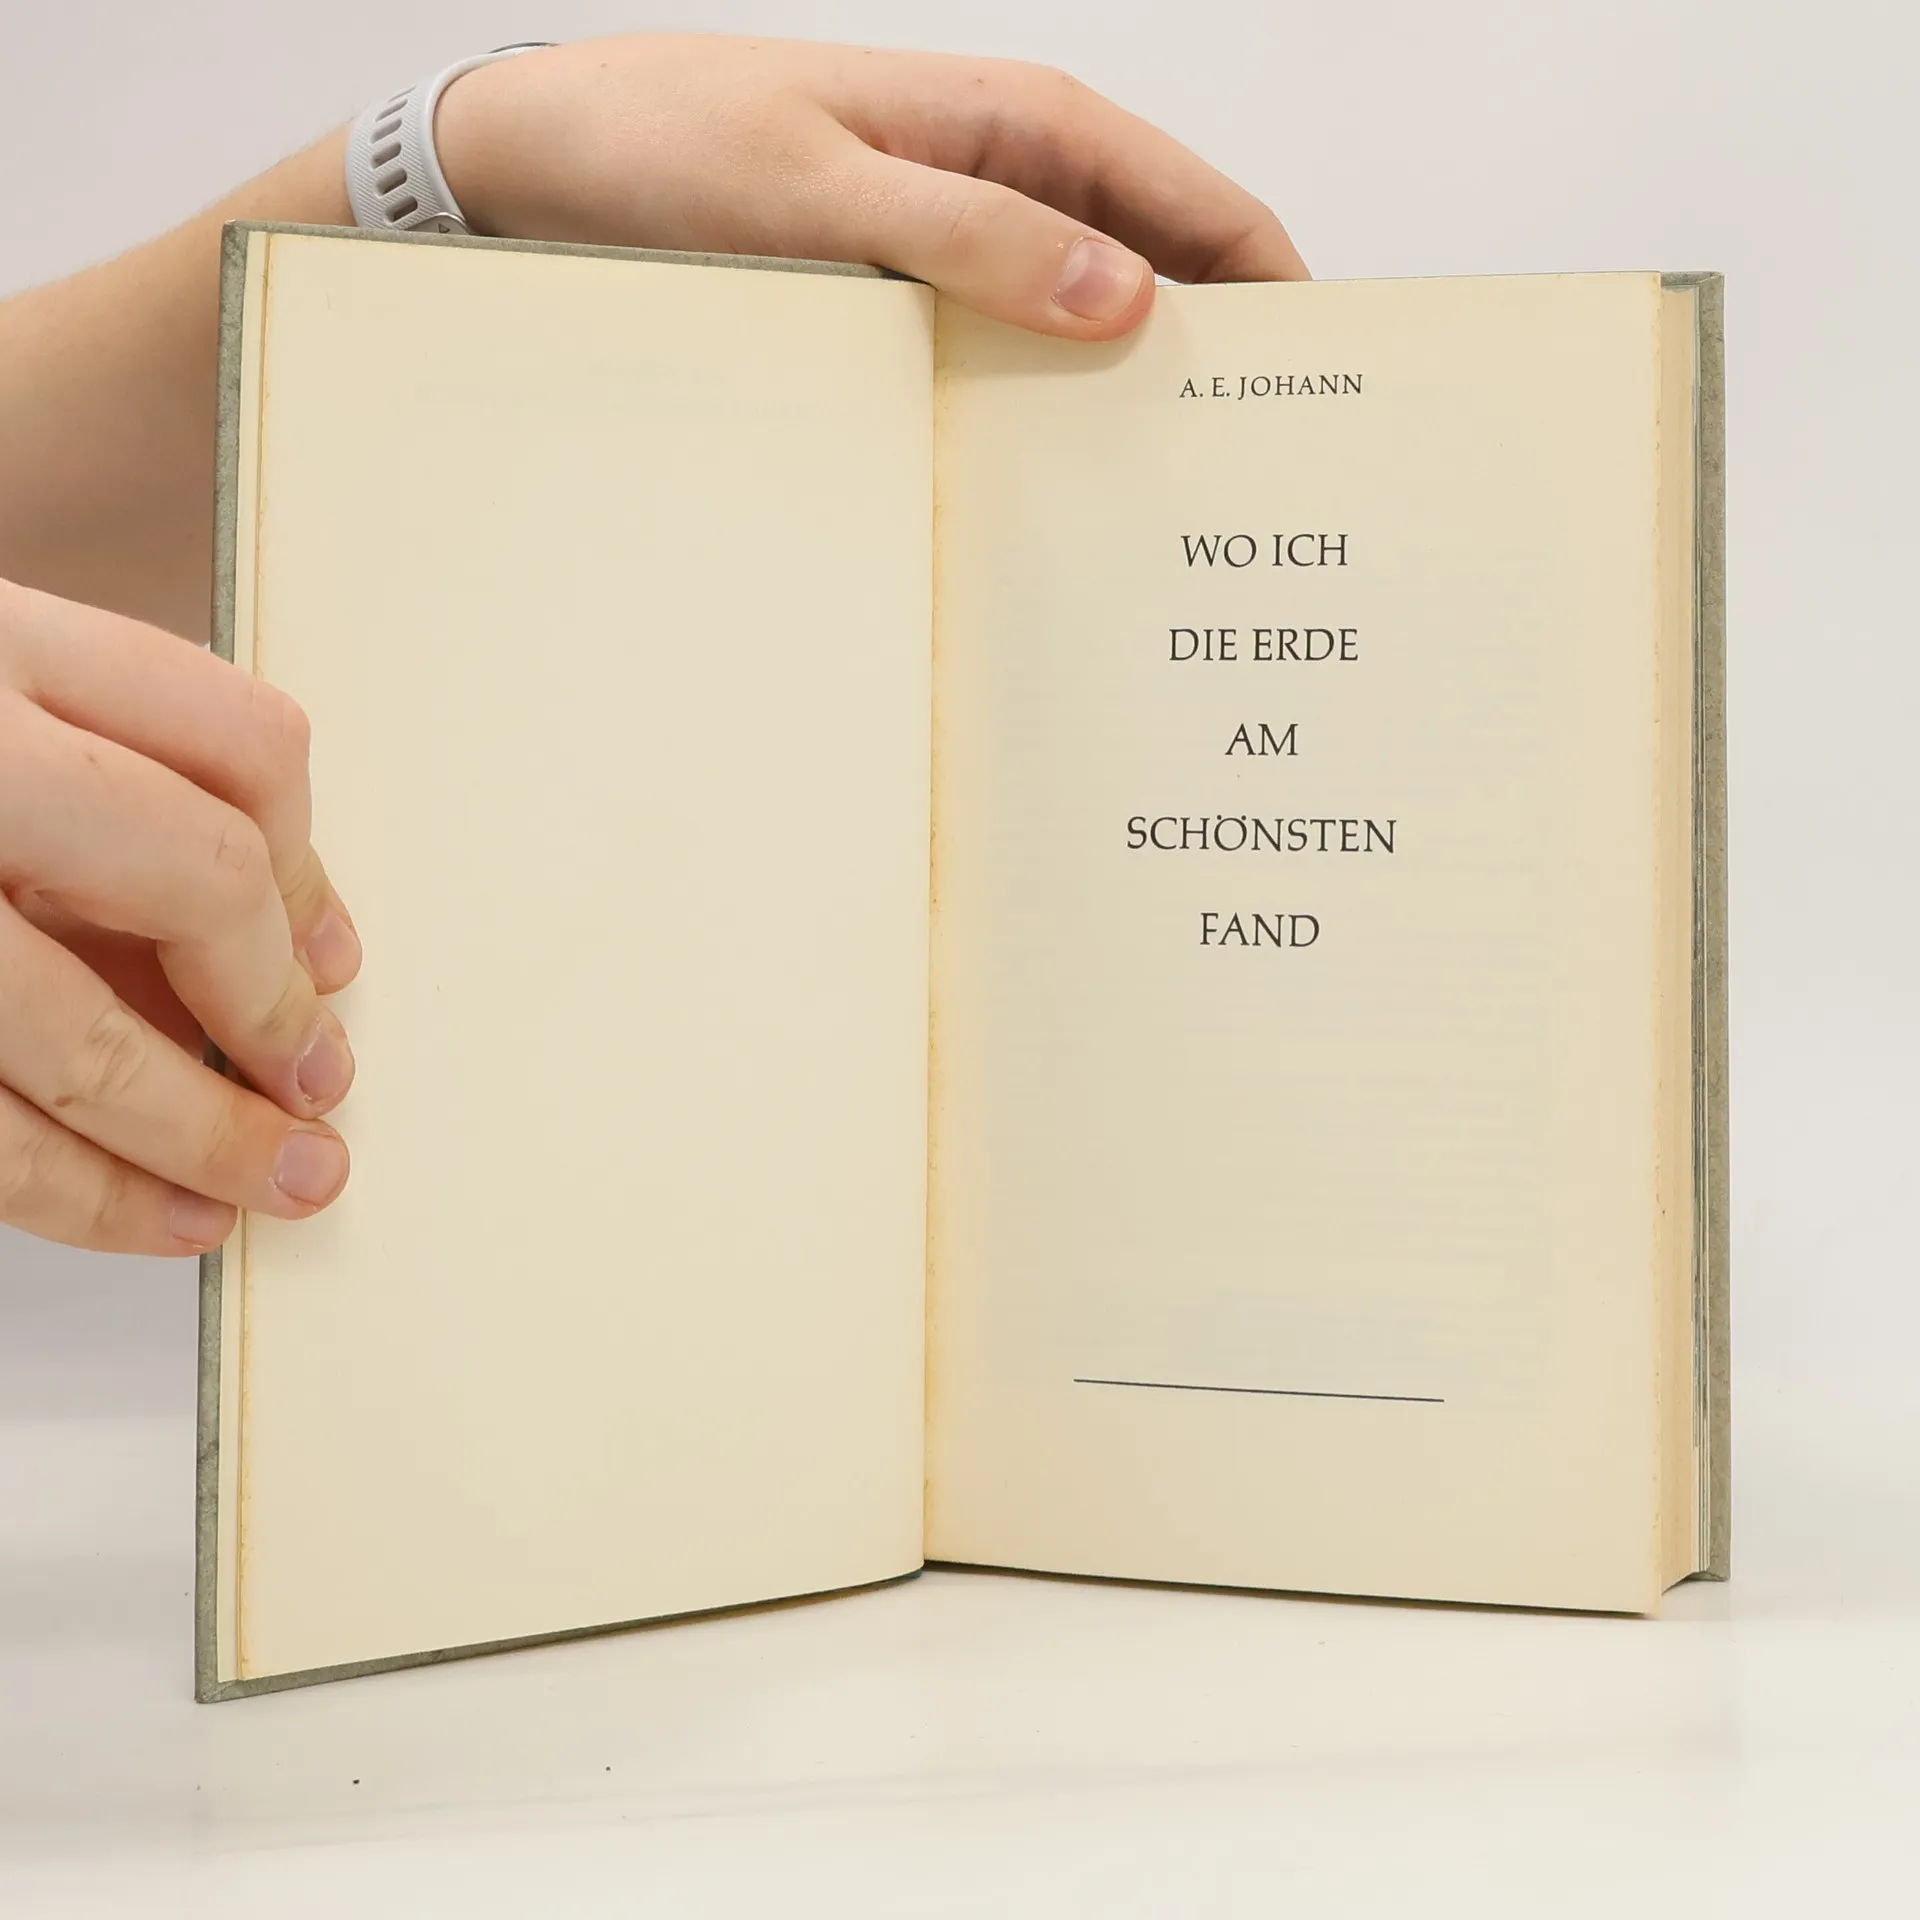 A. E. JOHANN
WO ICH
DIE ERDE
AM
SCHÖNSTEN
FAND